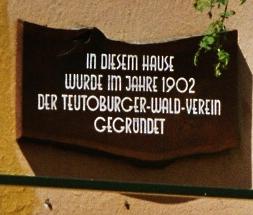 IN DIESEM HAUSE
WURDE IM JAHRE 1902
DER TEUTOBURGER-WALD-VEREIN
GEGRÜNDET